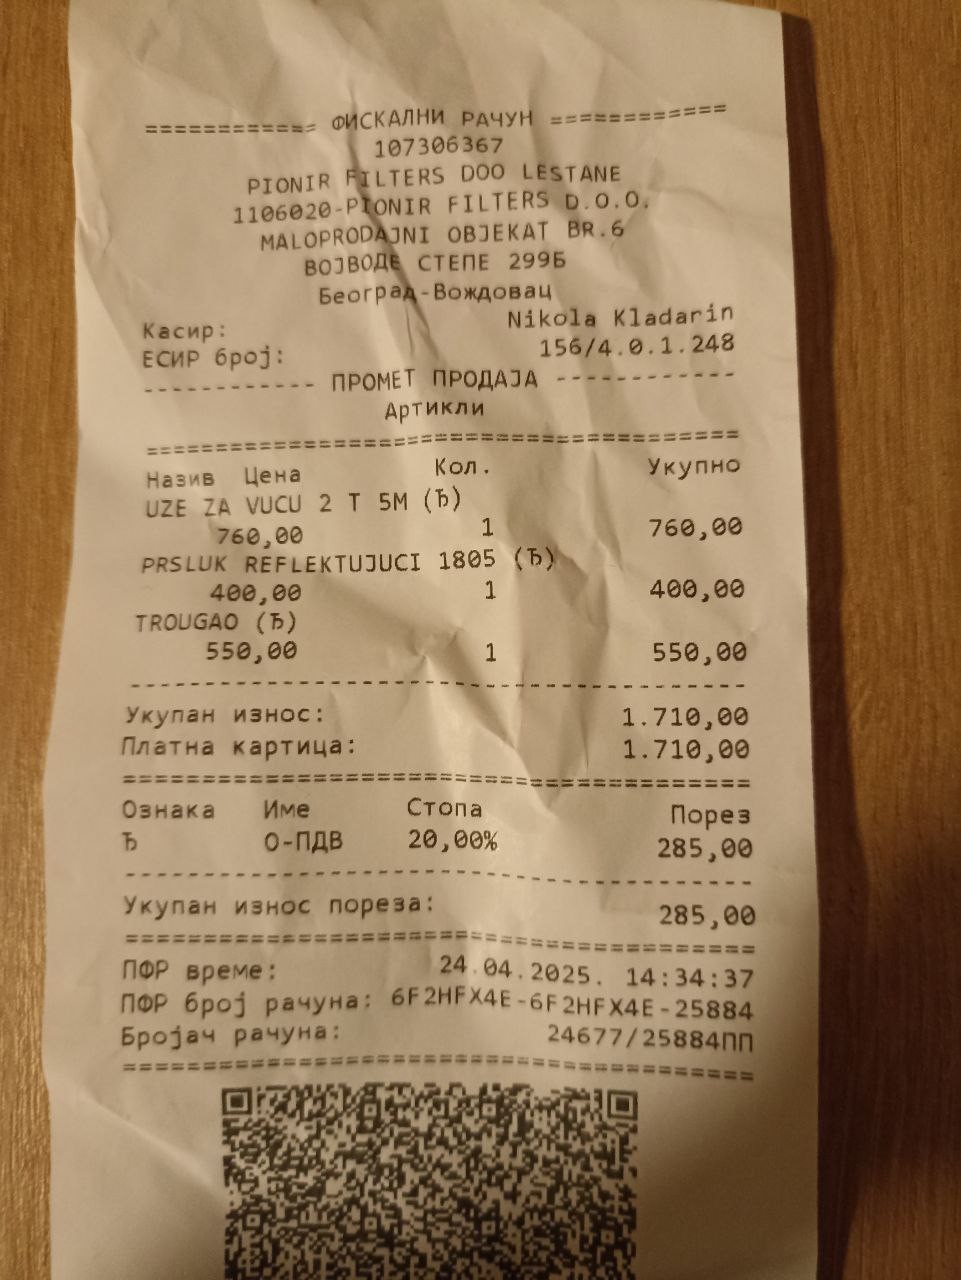 ============ ФИСКАЛНИ РАЧУН ============
107306367
PIONIR FILTERS DOO LESTANE
1106020-PIONIR FILTERS D.O.O.
MALOPRODAJNI OBJEKAT BR.6
ВОЈВОДЕ СТЕПЕ 299Б
Београд-Вождовац
Касир: Nikola Kladarin
ЕСИР број: 156/4.0.1.248
------------ ПРОМЕТ ПРОДАЈА ------------
Артикли
========================================
Назив Цена Кол. Укупно
UZE ZA VUCU 2 T 5M (Ђ)
760,00 1 760,00
PRSLUK REFLEKTUJUCI 1805 (Ђ)
400,00 1 400,00
TROUGAO (Ђ)
550,00 1 550,00
----------------------------------------
Укупан износ: 1.710,00
Платна картица: 1.710,00
========================================
Ознака Име Стопа Порез
Ђ О-ПДВ 20,00% 285,00
----------------------------------------
Укупан износ пореза: 285,00
========================================
ПФР време: 24.04.2025. 14:34:37
ПФР број рачуна: 6F2HFX4E-6F2HFX4E-25884
Бројач рачуна: 24677/25884ПП
========================================